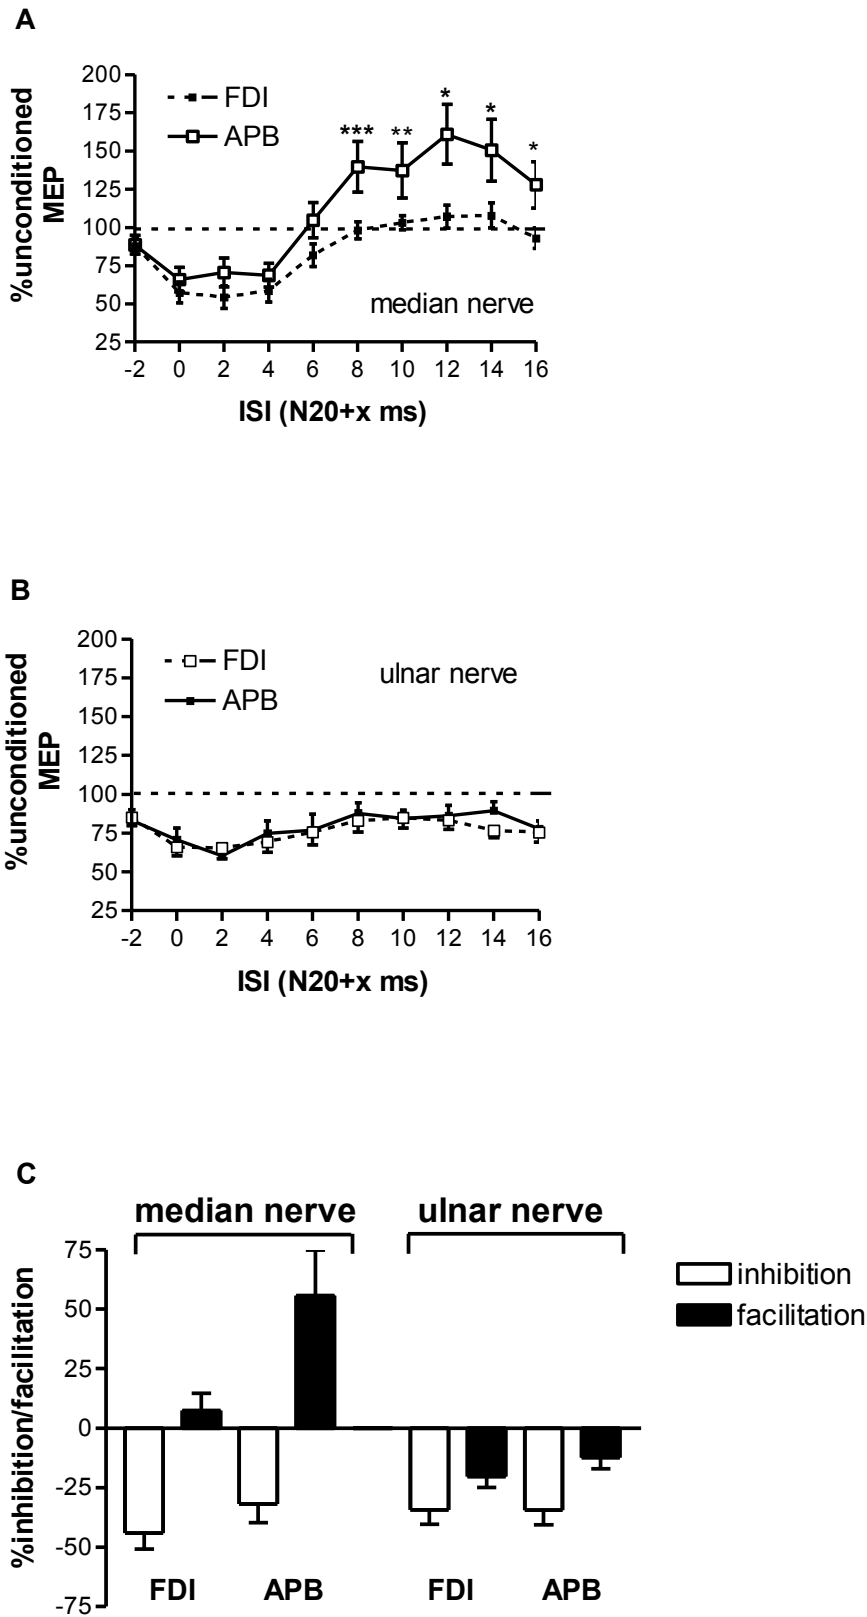 A
%unconditioned
MEP
200
175
150
125
100
75
50
25
FDI
APB
***
**
*
*
*
median nerve
-2 0 2 4 6 8 10 12 14 16
ISI (N20+x ms)
B
%unconditioned
MEP
200
175
150
125
100
75
50
25
FDI
APB
ulnar nerve
-2 0 2 4 6 8 10 12 14 16
ISI (N20+x ms)
C
median nerve ulnar nerve
%inhibition/facilitation
75
50
25
0
-25
-50
-75
inhibition
facilitation
FDI APB FDI APB